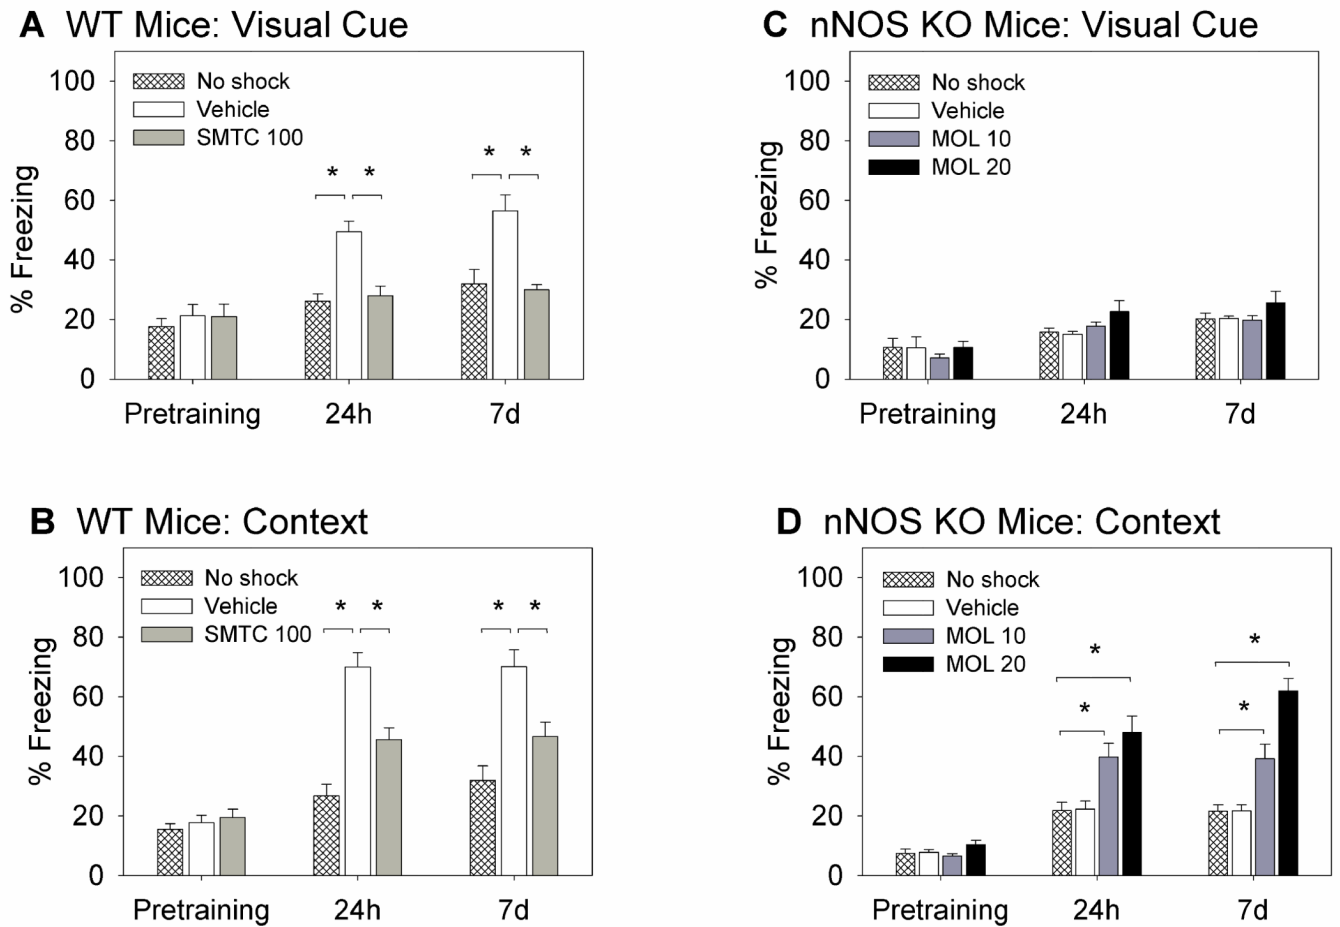 A WT Mice: Visual Cue
100
80
60
40
20
0
% Freezing
No shock
Vehicle
SMTC 100
* *
* *
Pretraining 24h 7d
C nNOS KO Mice: Visual Cue
100
80
60
40
20
0
% Freezing
No shock
Vehicle
MOL 10
MOL 20
Pretraining 24h 7d
B WT Mice: Context
100
80
60
40
20
0
% Freezing
No shock
Vehicle
SMTC 100
* *
* *
Pretraining 24h 7d
D nNOS KO Mice: Context
100
80
60
40
20
0
% Freezing
No shock
Vehicle
MOL 10
MOL 20
*
*
*
*
Pretraining 24h 7d